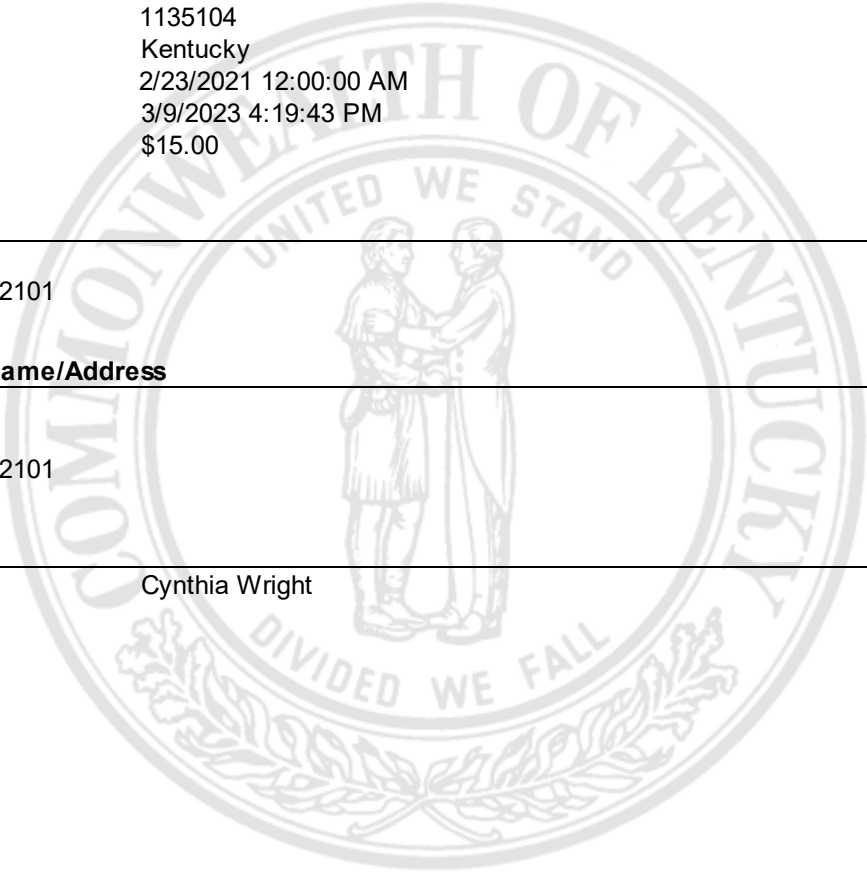 1135104
Kentucky
2/23/2021 12:00:00 AM
3/9/2023 4:19:43 PM
$15.00
COMMONWEALTH OF KENTUCKY
UNITED WE STAND
2101
ame/Address
2101
Cynthia Wright
DIVIDED WE FALL